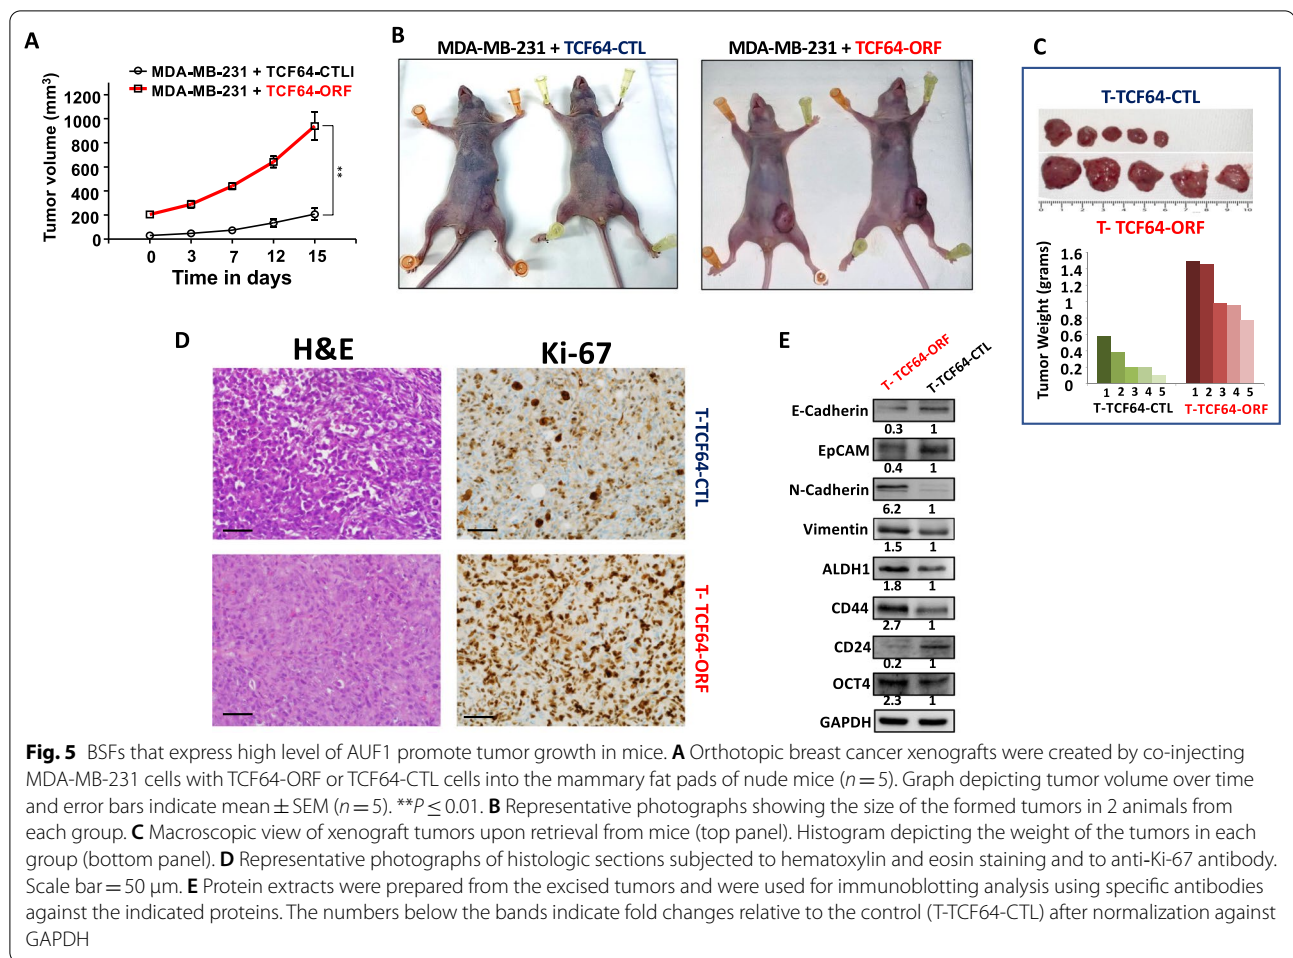 A
MDA-MB-231 + TCF64-CTLI
MDA-MB-231 + TCF64-ORF
Tumor volume (mm³)
1200
1000
800
600
400
200
0
**
0 3 7 12 15
Time in days
B
MDA-MB-231 + TCF64-CTL
MDA-MB-231 + TCF64-ORF
C
T-TCF64-CTL
0 1 2 3 4 5 6 7 8 9 10
T- TCF64-ORF
Tumor Weight (grams)
1.6
1.4
1
0.8
0.6
0.4
0.2
0
1 2 3 4 5 1 2 3 4 5
T-TCF64-CTL T-TCF64-ORF
D
H&E Ki-67
T-TCF64-CTL
T- TCF64-ORF
E
T- TCF64-ORF T-TCF64-CTL
E-Cadherin
0.3 1
EpCAM
0.4 1
N-Cadherin
6.2 1
Vimentin
1.5 1
ALDH1
1.8 1
CD44
2.7 1
CD24
0.2 1
OCT4
2.3 1
GAPDH
Fig. 5 BSFs that express high level of AUF1 promote tumor growth in mice. A Orthotopic breast cancer xenografts were created by co-injecting
MDA-MB-231 cells with TCF64-ORF or TCF64-CTL cells into the mammary fat pads of nude mice (n = 5). Graph depicting tumor volume over time
and error bars indicate mean ± SEM (n = 5). **P ≤ 0.01. B Representative photographs showing the size of the formed tumors in 2 animals from
each group. C Macroscopic view of xenograft tumors upon retrieval from mice (top panel). Histogram depicting the weight of the tumors in each
group (bottom panel). D Representative photographs of histologic sections subjected to hematoxylin and eosin staining and to anti-Ki-67 antibody.
Scale bar = 50 μm. E Protein extracts were prepared from the excised tumors and were used for immunoblotting analysis using specific antibodies
against the indicated proteins. The numbers below the bands indicate fold changes relative to the control (T-TCF64-CTL) after normalization against
GAPDH